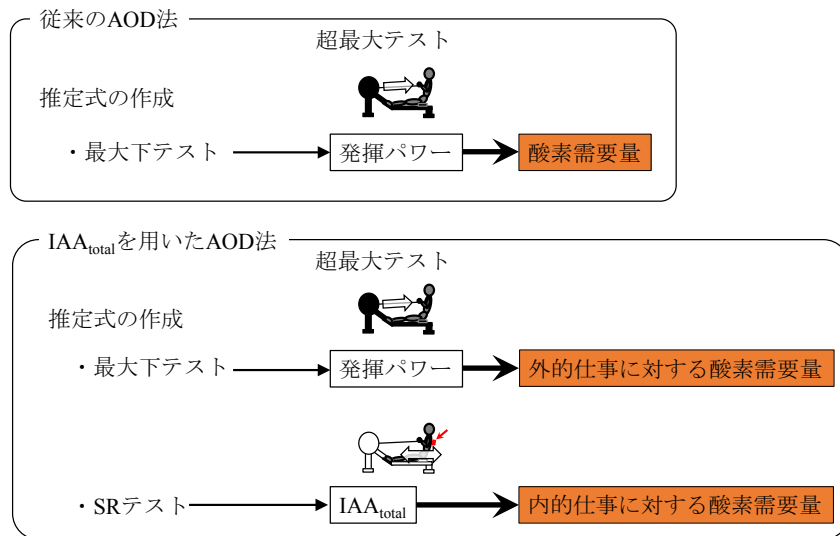 従来のAOD法
超最大テスト
推定式の作成
・最大下テスト
発揮パワー
酸素需要量
IAAtotalを用いたAOD法
超最大テスト
推定式の作成
・最大下テスト
発揮パワー
外的仕事に対する酸素需要量
・SRテスト
IAAtotal
内的仕事に対する酸素需要量